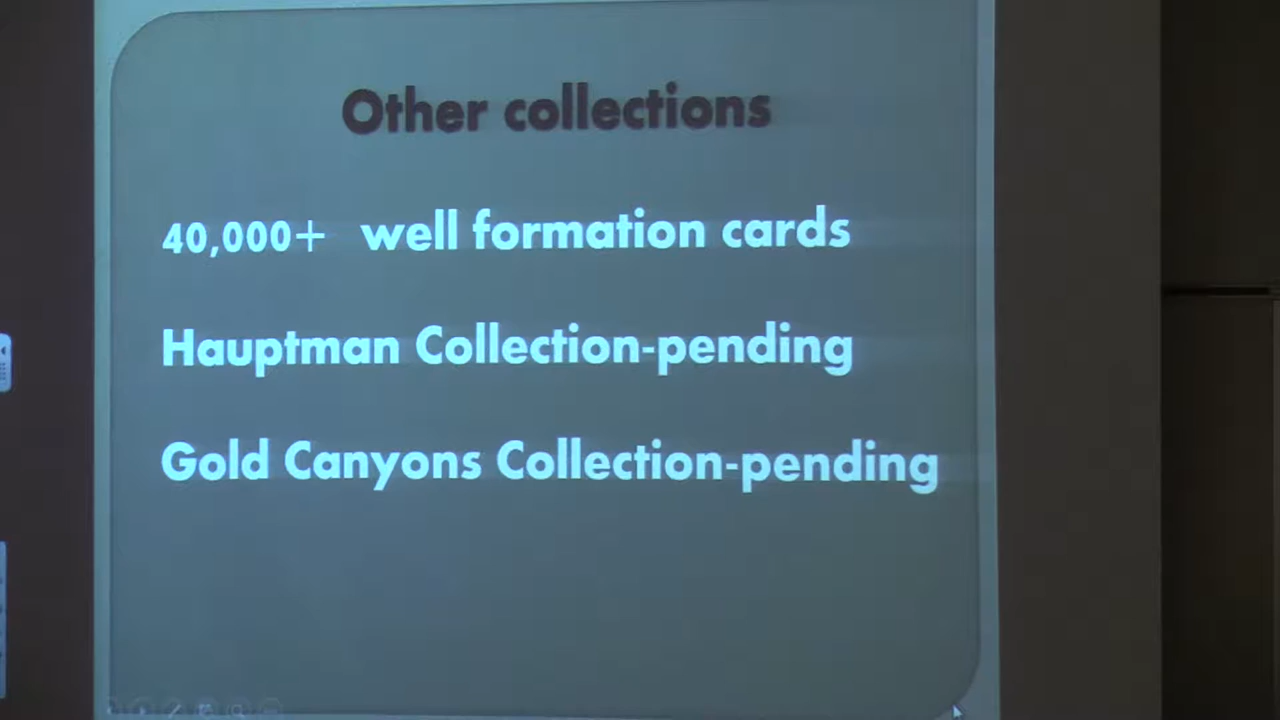 Other collections
40,000+ well formation cards
Hauptman Collection-pending
Gold Canyons Collection-pending